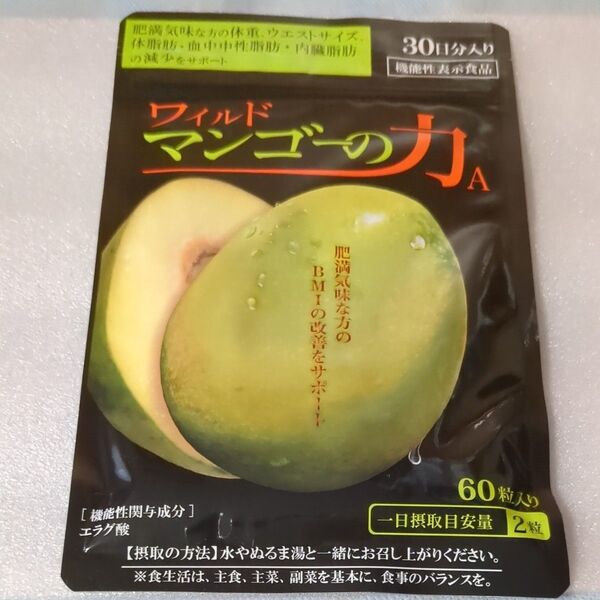 肥満気味な方の体重、ウエストサイズ、
体脂肪・血中中性脂肪・内臓脂肪
の減少をサポート
30日分入り
機能性表示食品
ワイルド
マンゴーの力A
肥満気味な方の
BMIの改善をサポート
60粒入り
［機能性関与成分］
エラグ酸
一日摂取目安量 2粒
【摂取の方法】水やぬるま湯と一緒にお召し上がりください。
※食生活は、主食、主菜、副菜を基本に、食事のバランスを。